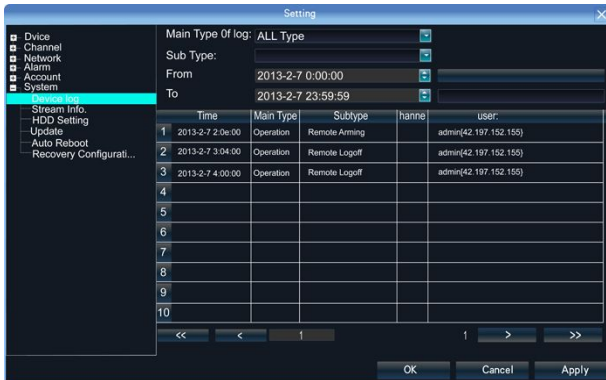 Setting
Dvice
Channel
Network
Alarm
Account
System
Device log
Stream Info.
HDD Setting
Update
Auto Reboot
Recovery Configurati...
Main Type 0f log: ALL Type
Sub Type:
From 2013-2-7 0:00:00
To 2013-2-7 23:59:59
Time Main Type Subtype hanne user:
1 2013-2-7 2:0e:00 Operation Remote Arming admin{42.197.152.155}
2 2013-2-7 3:04:00 Operation Remote Logoff admin{42.197.152.155}
3 2013-2-7 4:00:00 Operation Remote Logoff admin{42.197.152.155}
4
5
6
7
8
9
10
<< < 1 1 > >>
OK Cancel Apply